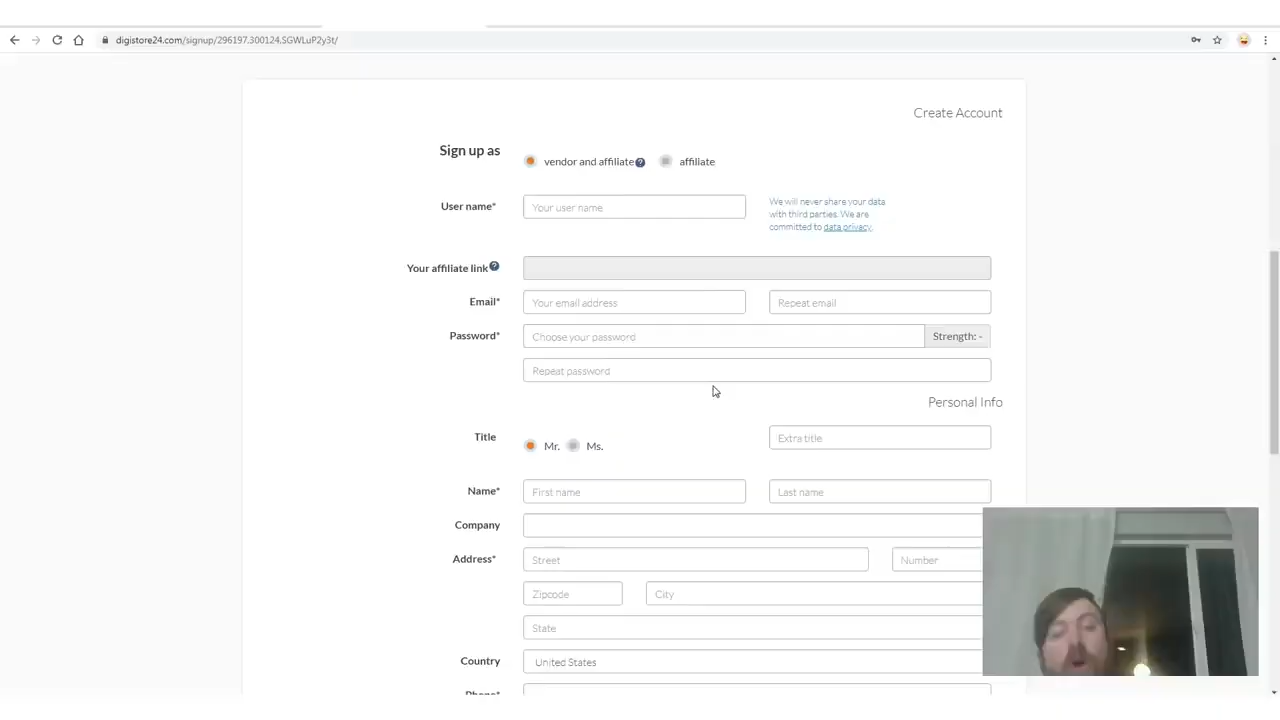 digistore24.com/signup/296197.300124.SGWLuP2y3t/
Create Account
Sign up as
vendor and affiliate
affiliate
User name*
Your user name
We will never share your data
with third parties. We are
committed to data privacy.
Your affiliate link
Email*
Your email address
Repeat email
Password*
Choose your password
Strength: -
Repeat password
Personal Info
Title
Mr.
Ms.
Extra title
Name*
First name
Last name
Company
Address*
Street
Number
Zipcode
City
State
Country
United States
Phone*